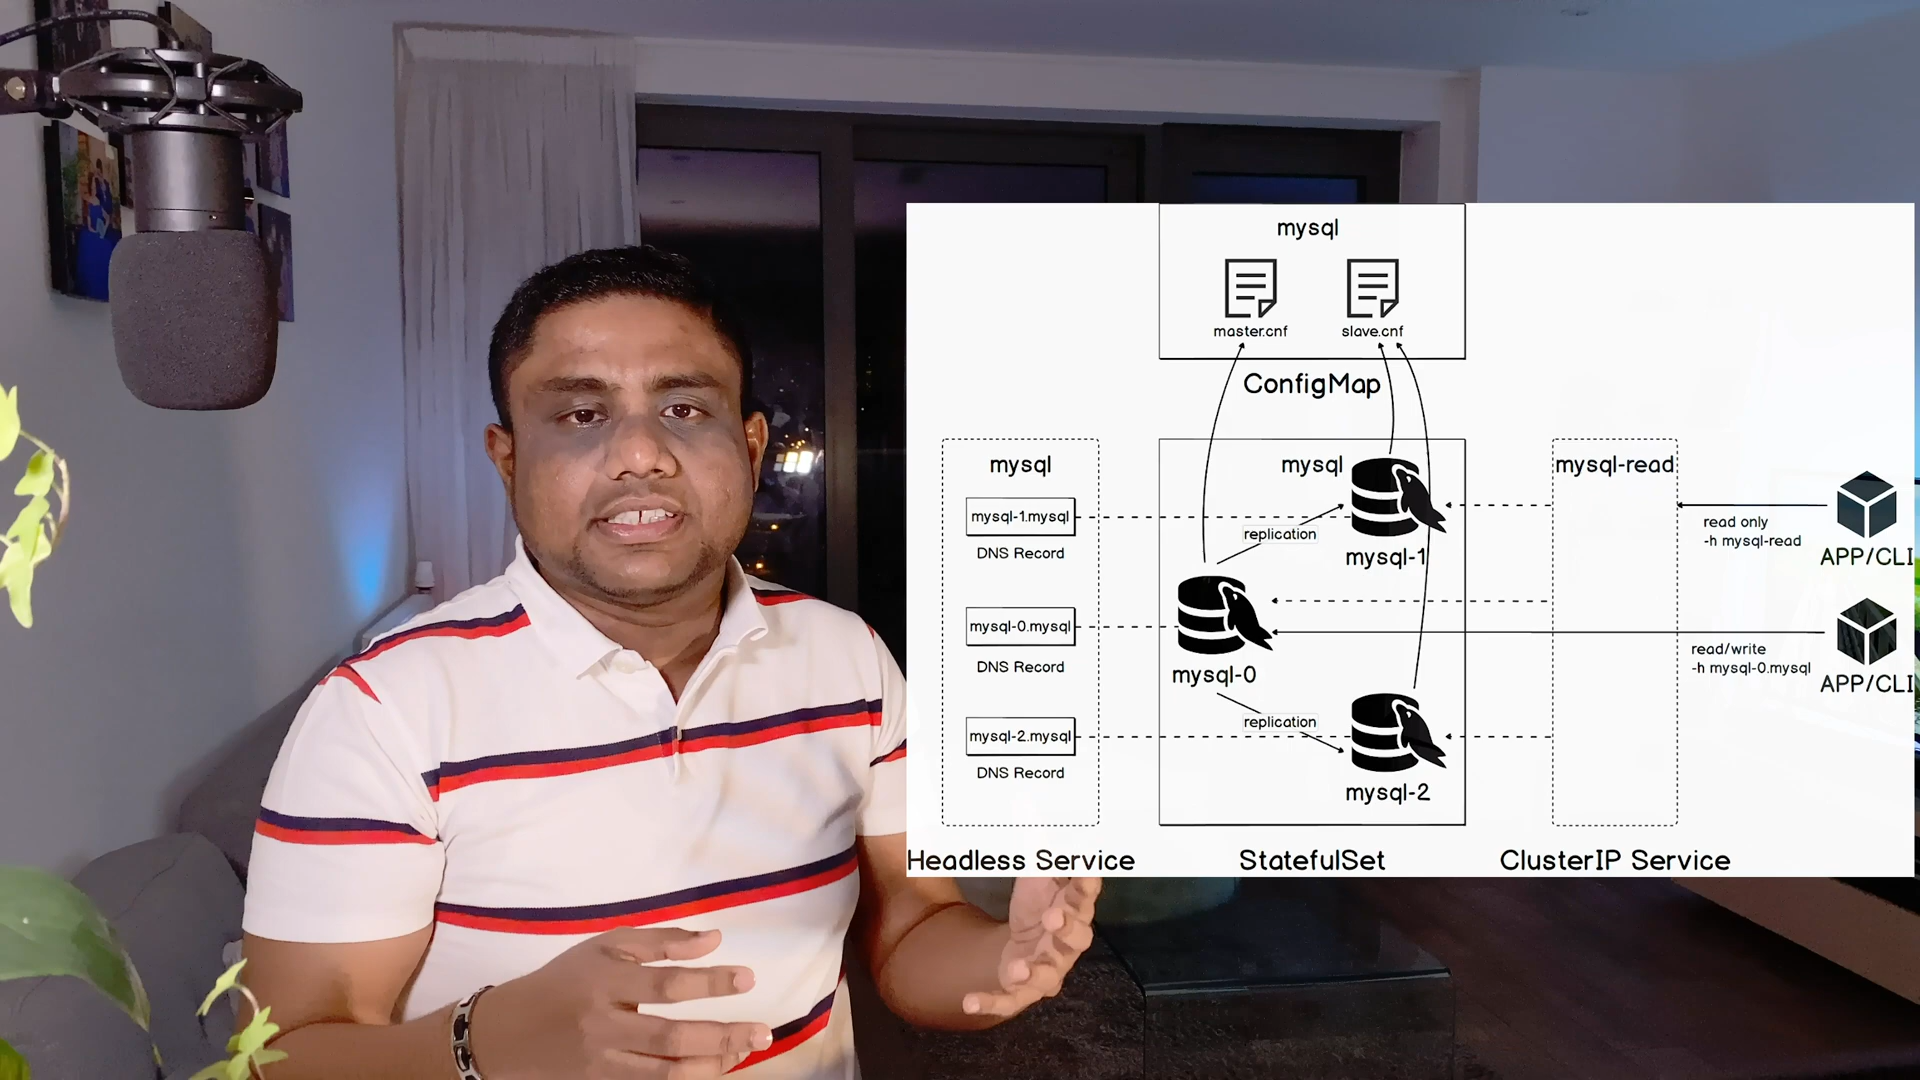 mysql
master.cnf
slave.cnf
ConfigMap
mysql
mysql-1.mysql
DNS Record
mysql-0.mysql
DNS Record
mysql-2.mysql
DNS Record
Headless Service
mysql
replication
mysql-1
mysql-0
replication
mysql-2
StatefulSet
mysql-read
ClusterIP Service
read only
-h mysql-read
APP/CLI
read/write
-h mysql-0.mysql
APP/CLI